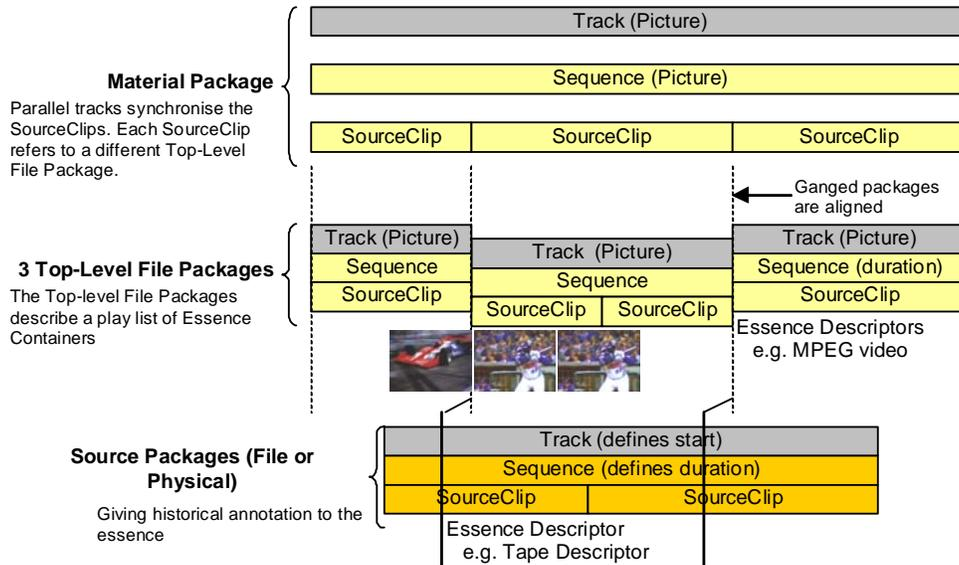 Track (Picture)
Material Package
Parallel tracks synchronise the
SourceClips. Each SourceClip
refers to a different Top-Level
File Package.
Sequence (Picture)
SourceClip SourceClip SourceClip
Ganged packages
are aligned
3 Top-Level File Packages
The Top-level File Packages
describe a play list of Essence
Containers
Track (Picture) Track (Picture) Track (Picture)
Sequence Sequence Sequence (duration)
SourceClip SourceClip SourceClip SourceClip
Essence Descriptors
e.g. MPEG video
Source Packages (File or
Physical)
Giving historical annotation to the
essence
Track (defines start)
Sequence (defines duration)
SourceClip SourceClip
Essence Descriptor
e.g. Tape Descriptor